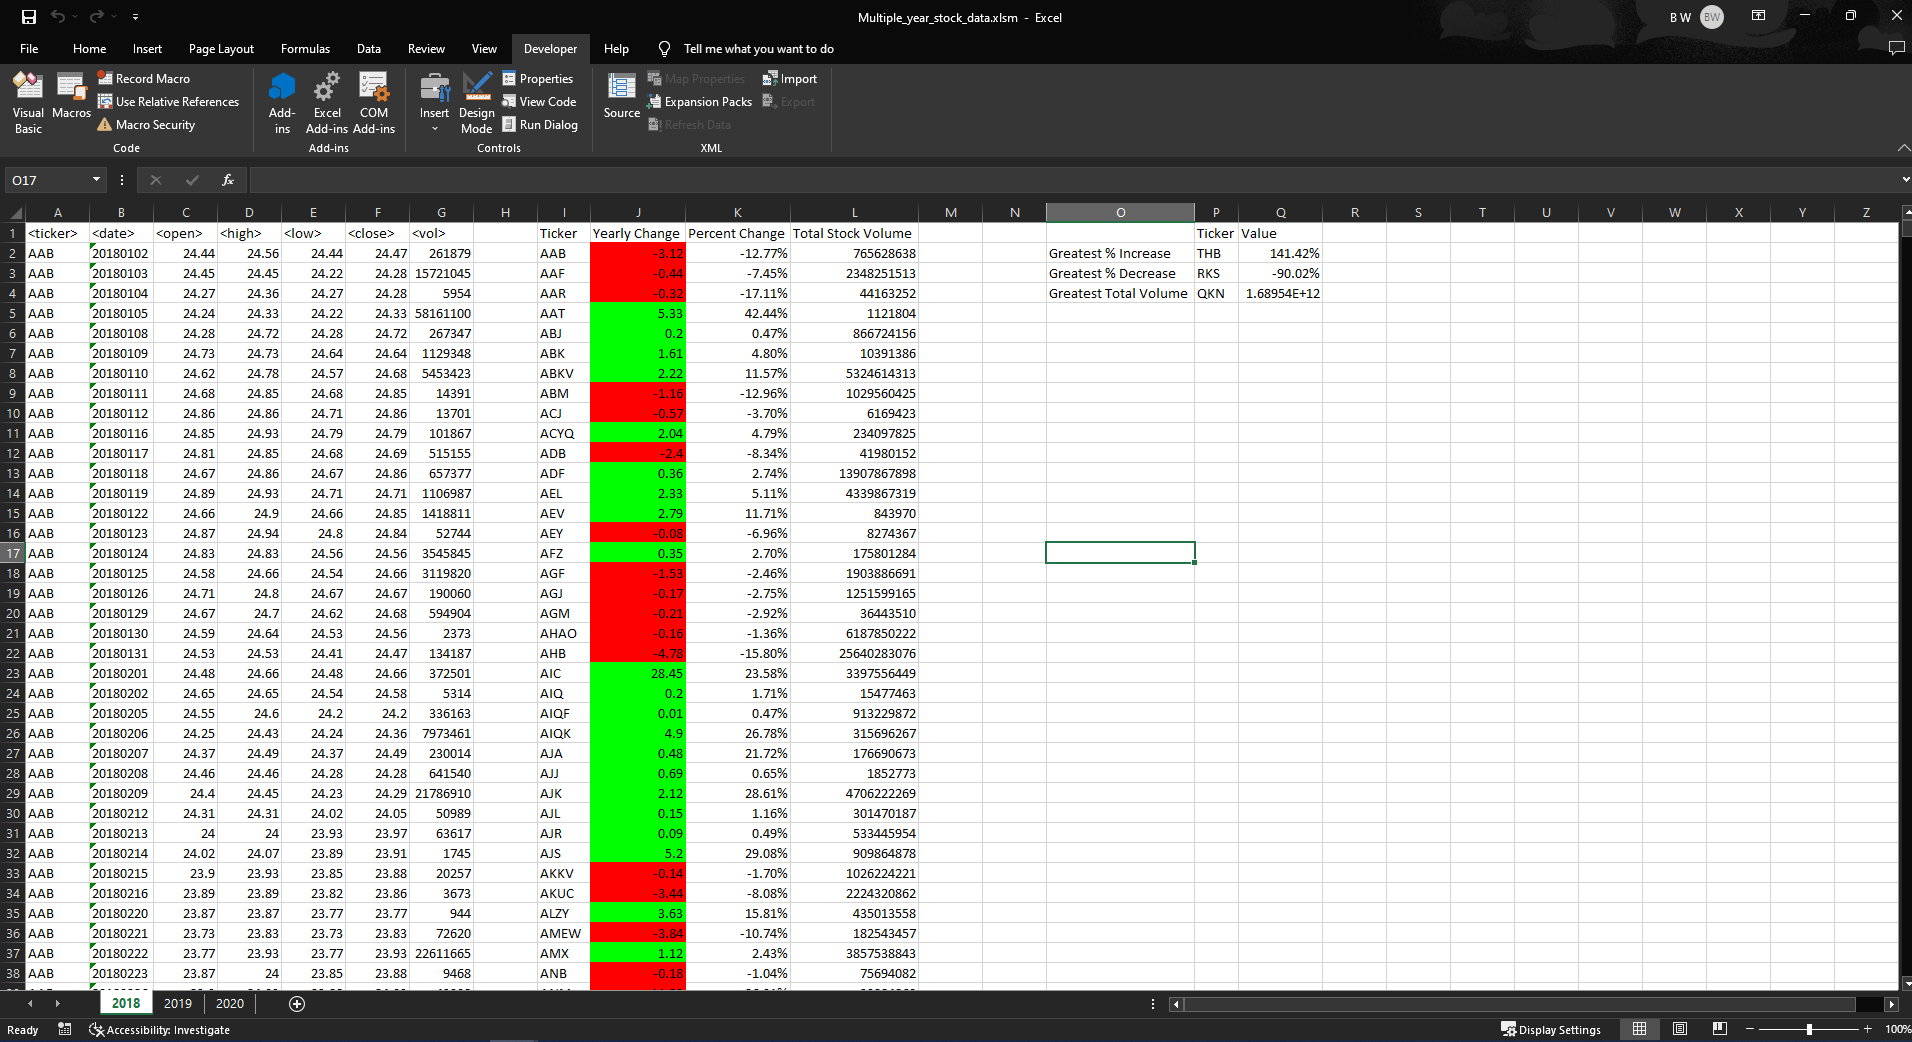 Multiple_year_stock_data.xlsm - Excel
B W
BW
File Home Insert Page Layout Formulas Data Review View Developer Help Tell me what you want to do
Visual Basic
Macros
Record Macro
Use Relative References
Macro Security
Code
Add-ins
Excel Add-ins
COM Add-ins
Add-ins
Insert
Design Mode
Properties
View Code
Run Dialog
Controls
Source
Map Properties
Expansion Packs
Refresh Data
Import
Export
XML
O17
fx
A B C D E F G H I J K L M N O P Q R S T U V W X Y Z
1 <ticker> <date> <open> <high> <low> <close> <vol> Ticker Yearly Change Percent Change Total Stock Volume Ticker Value
2 AAB 20180102 24.44 24.56 24.44 24.47 261879 AAB -3.12 -12.77% 765628638 Greatest % Increase THB 141.42%
3 AAB 20180103 24.45 24.45 24.22 24.28 15721045 AAF -0.44 -7.45% 2348251513 Greatest % Decrease RKS -90.02%
4 AAB 20180104 24.27 24.36 24.27 24.28 5954 AAR -0.32 -17.11% 44163252 Greatest Total Volume QKN 1.68954E+12
5 AAB 20180105 24.24 24.33 24.22 24.33 58161100 AAT 5.33 42.44% 1121804
6 AAB 20180108 24.28 24.72 24.28 24.72 267347 ABJ 0.2 0.47% 866724156
7 AAB 20180109 24.73 24.73 24.64 24.64 1129348 ABK 1.61 4.80% 10391386
8 AAB 20180110 24.62 24.78 24.57 24.68 5453423 ABKV 2.22 11.57% 5324614313
9 AAB 20180111 24.68 24.85 24.68 24.85 14391 ABM -1.16 -12.96% 1029560425
10 AAB 20180112 24.86 24.86 24.71 24.86 13701 ACJ -0.57 -3.70% 6169423
11 AAB 20180116 24.85 24.93 24.79 24.79 101867 ACYQ 2.04 4.79% 234097825
12 AAB 20180117 24.81 24.85 24.68 24.69 515155 ADB -2.4 -8.34% 41980152
13 AAB 20180118 24.67 24.86 24.67 24.86 657377 ADF 0.36 2.74% 13907867898
14 AAB 20180119 24.89 24.93 24.71 24.71 1106987 AEL 2.33 5.11% 4339867319
15 AAB 20180122 24.66 24.9 24.66 24.85 1418811 AEV 2.79 11.71% 843970
16 AAB 20180123 24.87 24.94 24.8 24.84 52744 AEY -0.08 -6.96% 8274367
17 AAB 20180124 24.83 24.83 24.56 24.56 3545845 AFZ 0.35 2.70% 175801284
18 AAB 20180125 24.58 24.66 24.54 24.66 3119820 AGF -1.53 -2.46% 1903886691
19 AAB 20180126 24.71 24.8 24.67 24.67 190060 AGJ -0.17 -2.75% 1251599165
20 AAB 20180129 24.67 24.7 24.62 24.68 594904 AGM -0.21 -2.92% 36443510
21 AAB 20180130 24.59 24.64 24.53 24.56 2373 AHAO -0.16 -1.36% 6187850222
22 AAB 20180131 24.53 24.53 24.41 24.47 134187 AHB -4.78 -15.80% 25640283076
23 AAB 20180201 24.48 24.66 24.48 24.66 372501 AIC 28.45 23.58% 3397556449
24 AAB 20180202 24.65 24.65 24.54 24.58 5314 AIQ 0.2 1.71% 15477463
25 AAB 20180205 24.55 24.6 24.2 24.2 336163 AIQF 0.01 0.47% 913229872
26 AAB 20180206 24.25 24.43 24.24 24.36 7973461 AIQK 4.9 26.78% 315696267
27 AAB 20180207 24.37 24.49 24.37 24.49 230014 AJA 0.48 21.72% 176690673
28 AAB 20180208 24.46 24.46 24.28 24.28 641540 AJJ 0.69 0.65% 1852773
29 AAB 20180209 24.4 24.45 24.23 24.29 21786910 AJK 2.12 28.61% 4706222269
30 AAB 20180212 24.31 24.31 24.02 24.05 50989 AJL 0.15 1.16% 301470187
31 AAB 20180213 24 24 23.93 23.97 63617 AJR 0.09 0.49% 533445954
32 AAB 20180214 24.02 24.07 23.89 23.91 1745 AJS 5.2 29.08% 909864878
33 AAB 20180215 23.9 23.93 23.85 23.88 20257 AKKV -0.14 -1.70% 1026224221
34 AAB 20180216 23.89 23.89 23.82 23.86 3673 AKUC -3.44 -8.08% 2224320862
35 AAB 20180220 23.87 23.87 23.77 23.77 944 ALZY 3.63 15.81% 435013558
36 AAB 20180221 23.73 23.83 23.73 23.83 72620 AMEW -3.84 -10.74% 182543457
37 AAB 20180222 23.77 23.93 23.77 23.93 22611665 AMX 1.12 2.43% 3857538843
38 AAB 20180223 23.87 24 23.85 23.88 9468 ANB -0.18 -1.04% 75694082
2018 2019 2020
Ready Accessibility: Investigate Display Settings 100%